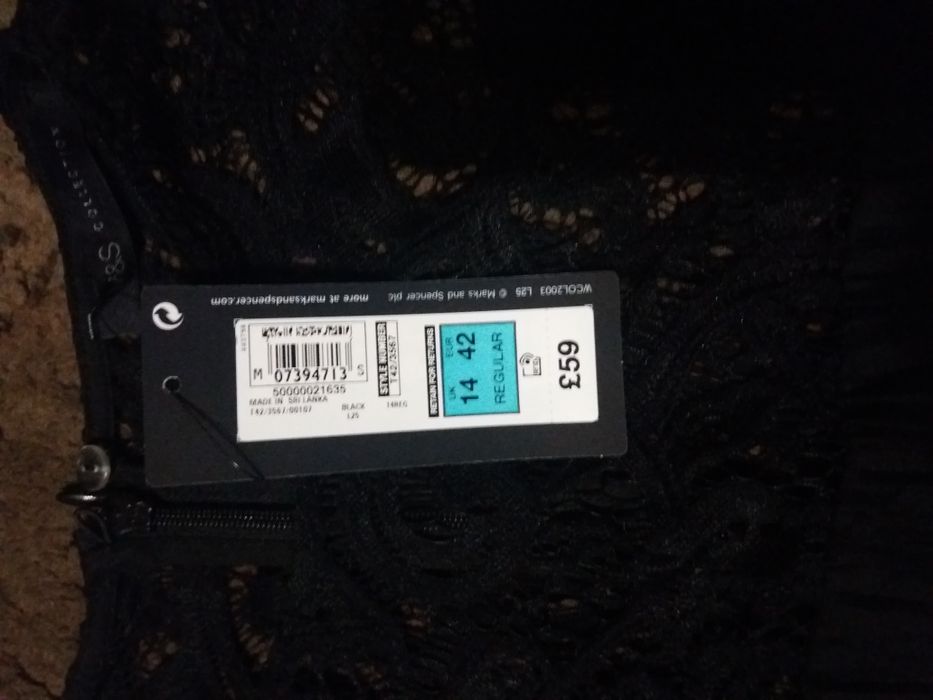 M&S
COLLECTION
WCOL2003 L25 © Marks and Spencer plc more at marksandspencer.com
M 07394713 S
50000021635
MADE IN SRI LANKA
T42/3567/00107
BLACK
L25
14REG
STYLE NUMBER
T42/3567
RETAIN FOR RETURNS
UK EUR
14 42
REGULAR
RFID
£59